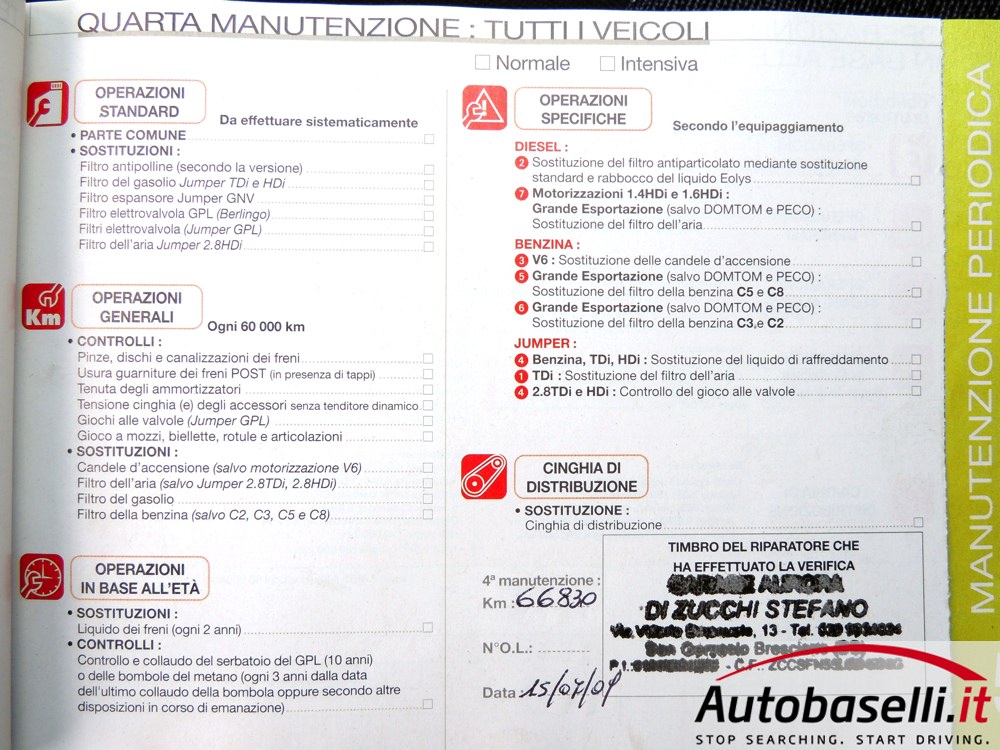 QUARTA MANUTENZIONE : TUTTI I VEICOLI
Normale Intensiva
OPERAZIONI
STANDARD
Da effettuare sistematicamente
• PARTE COMUNE
• SOSTITUZIONI :
Filtro antipolline (secondo la versione)
Filtro del gasolio Jumper TDi e HDi
Filtro espansore Jumper GNV
Filtro elettrovalvola GPL (Berlingo)
Filtri elettrovalvola (Jumper GPL)
Filtro dell'aria Jumper 2.8HDi
Km
OPERAZIONI
GENERALI
Ogni 60 000 km
• CONTROLLI :
Pinze, dischi e canalizzazioni dei freni
Usura guarniture dei freni POST (in presenza di tappi)
Tenuta degli ammortizzatori
Tensione cinghia (e) degli accessori senza tenditore dinamico
Giochi alle valvole (Jumper GPL)
Gioco a mozzi, biellette, rotule e articolazioni
• SOSTITUZIONI :
Candele d'accensione (salvo motorizzazione V6)
Filtro dell'aria (salvo Jumper 2.8TDi, 2.8HDi)
Filtro del gasolio
Filtro della benzina (salvo C2, C3, C5 e C8)
OPERAZIONI
IN BASE ALL'ETÀ
• SOSTITUZIONI :
Liquido dei freni (ogni 2 anni)
• CONTROLLI :
Controllo e collaudo del serbatoio del GPL (10 anni)
o delle bombole del metano (ogni 3 anni dalla data
dell'ultimo collaudo della bombola oppure secondo altre
disposizioni in corso di emanazione)
OPERAZIONI
SPECIFICHE
Secondo l'equipaggiamento
DIESEL :
2 Sostituzione del filtro antiparticolato mediante sostituzione
standard e rabbocco del liquido Eolys
7 Motorizzazioni 1.4HDi e 1.6HDi :
Grande Esportazione (salvo DOMTOM e PECO) :
Sostituzione del filtro dell'aria
BENZINA :
3 V6 : Sostituzione delle candele d'accensione
5 Grande Esportazione (salvo DOMTOM e PECO) :
Sostituzione del filtro della benzina C5 e C8
6 Grande Esportazione (salvo DOMTOM e PECO) :
Sostituzione del filtro della benzina C3,e C2
JUMPER :
4 Benzina, TDi, HDi : Sostituzione del liquido di raffreddamento
1 TDi : Sostituzione del filtro dell'aria
4 2.8TDi e HDi : Controllo del gioco alle valvole
CINGHIA DI
DISTRIBUZIONE
• SOSTITUZIONE :
Cinghia di distribuzione
TIMBRO DEL RIPARATORE CHE
HA EFFETTUATO LA VERIFICA
4ª manutenzione :
Km : 66830
N°O.L.:
Data 15/07/09
DI ZUCCHI STEFANO
13 - Tel.
C.F.:
MANUTENZIONE PERIODICA
Autobaselli.it
STOP SEARCHING. START DRIVING.